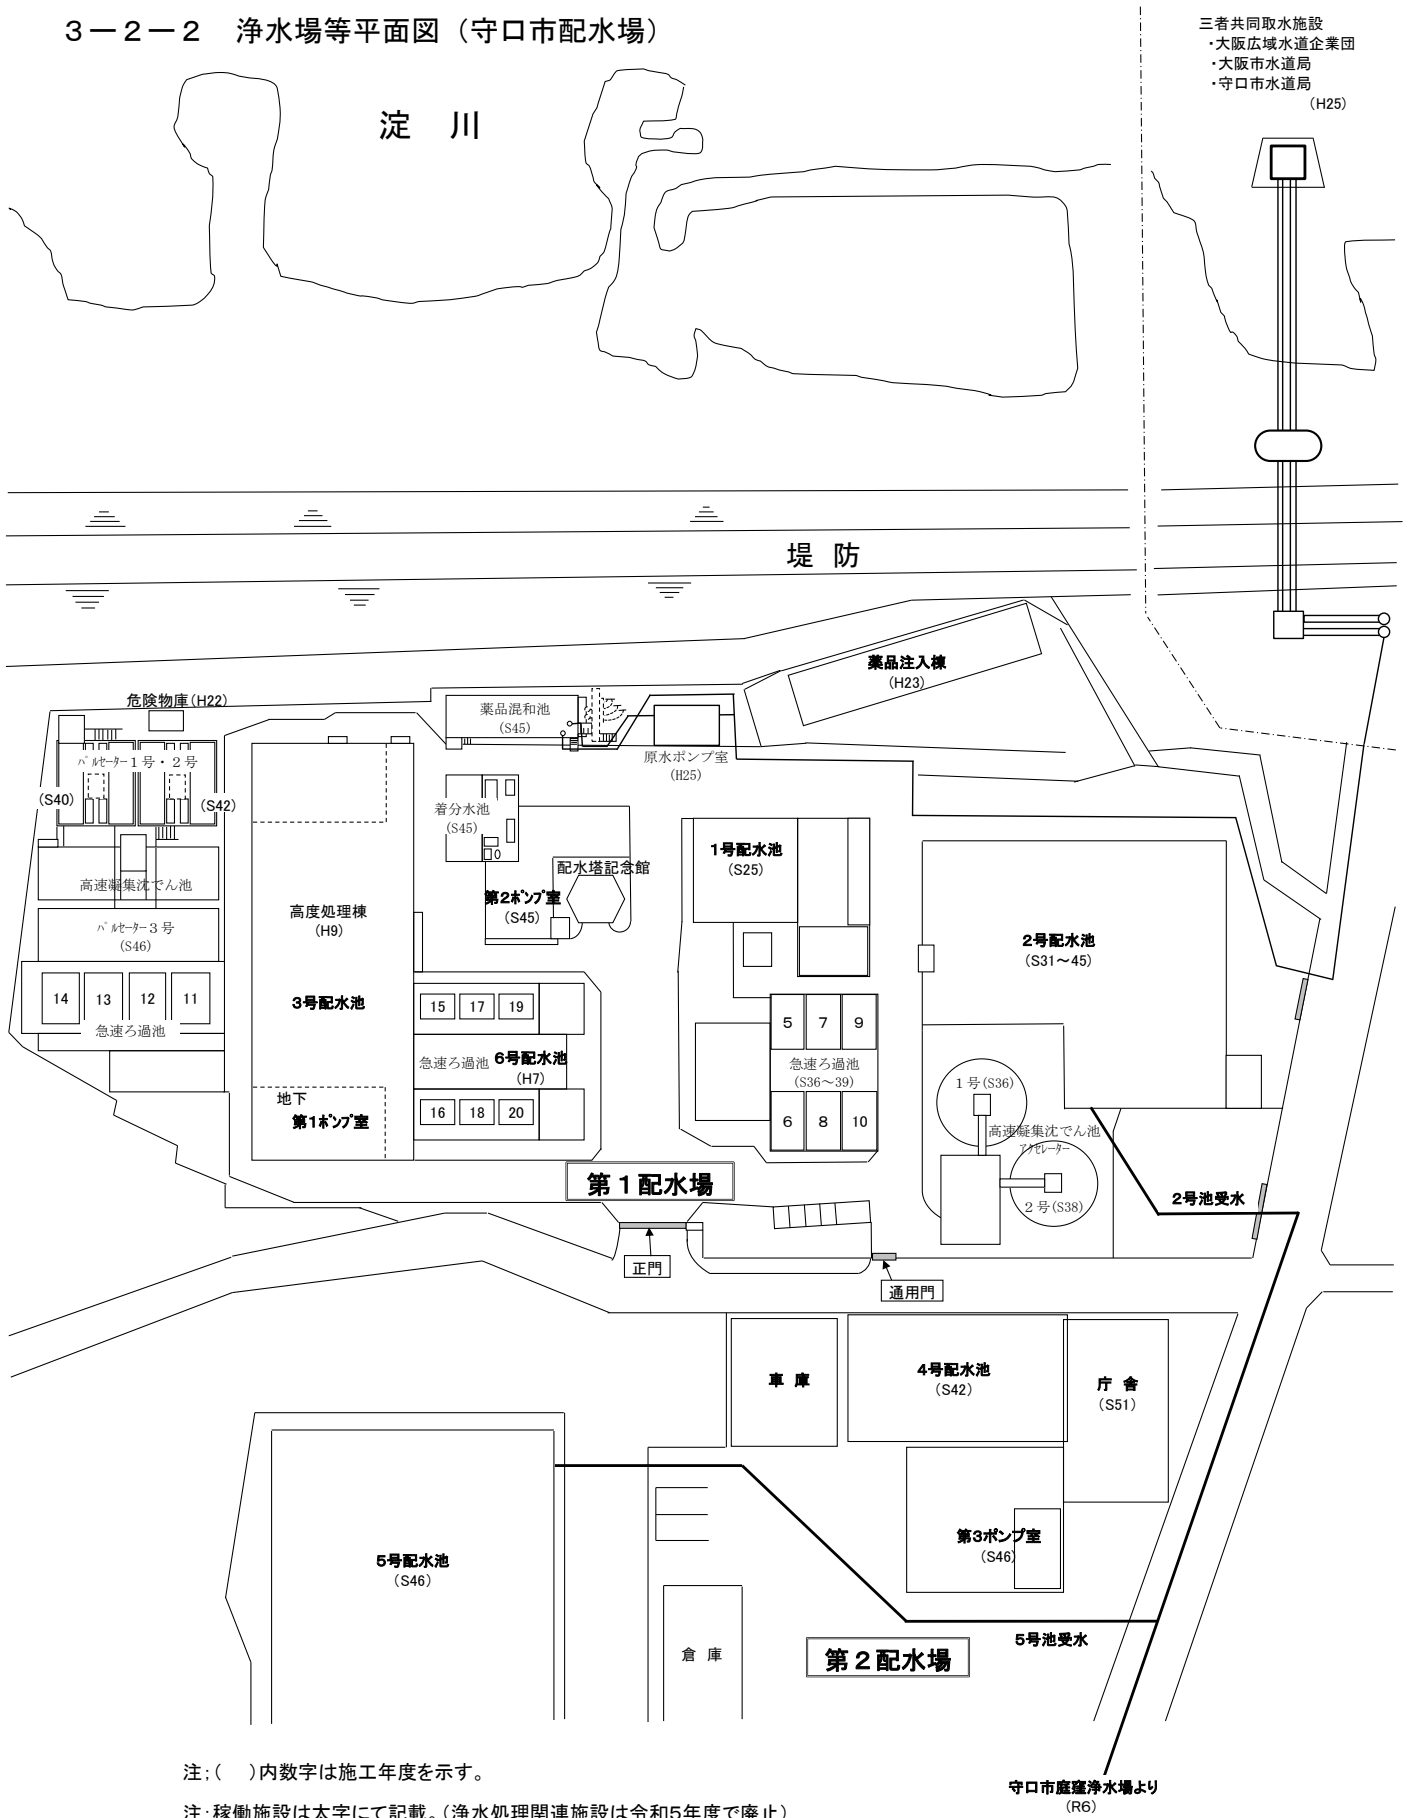 3－2－2　浄水場等平面図（守口市配水場）
三者共同取水施設
・大阪広域水道企業団
・大阪市水道局
・守口市水道局
(H25)
淀　川
堤 防
薬品注入棟
(H23)
危険物庫(H22)
薬品混和池
(S45)
原水ポンプ室
(H25)
パルセーター１号・２号
(S40)
(S42)
着分水池
(S45)
配水塔記念館
第2ポンプ室
(S45)
1号配水池
(S25)
2号配水池
(S31～45)
高速凝集沈でん池
パルセーター３号
(S46)
高度処理棟
(H9)
3号配水池
14
13
12
11
急速ろ過池
15
17
19
急速ろ過池
6号配水池
(H7)
16
18
20
地下
第1ポンプ室
5
7
9
急速ろ過池
(S36～39)
6
8
10
１号(S36)
高速凝集沈でん池
アクセレーター
２号(S38)
2号池受水
第１配水場
正門
通用門
車 庫
4号配水池
(S42)
庁 舎
(S51)
第3ポンプ室
(S46)
5号配水池
(S46)
倉 庫
5号池受水
第２配水場
守口市庭窪浄水場より
(R6)
注；(　)内数字は施工年度を示す。
注；稼働施設は太字にて記載。(浄水処理関連施設は令和5年度で廃止)